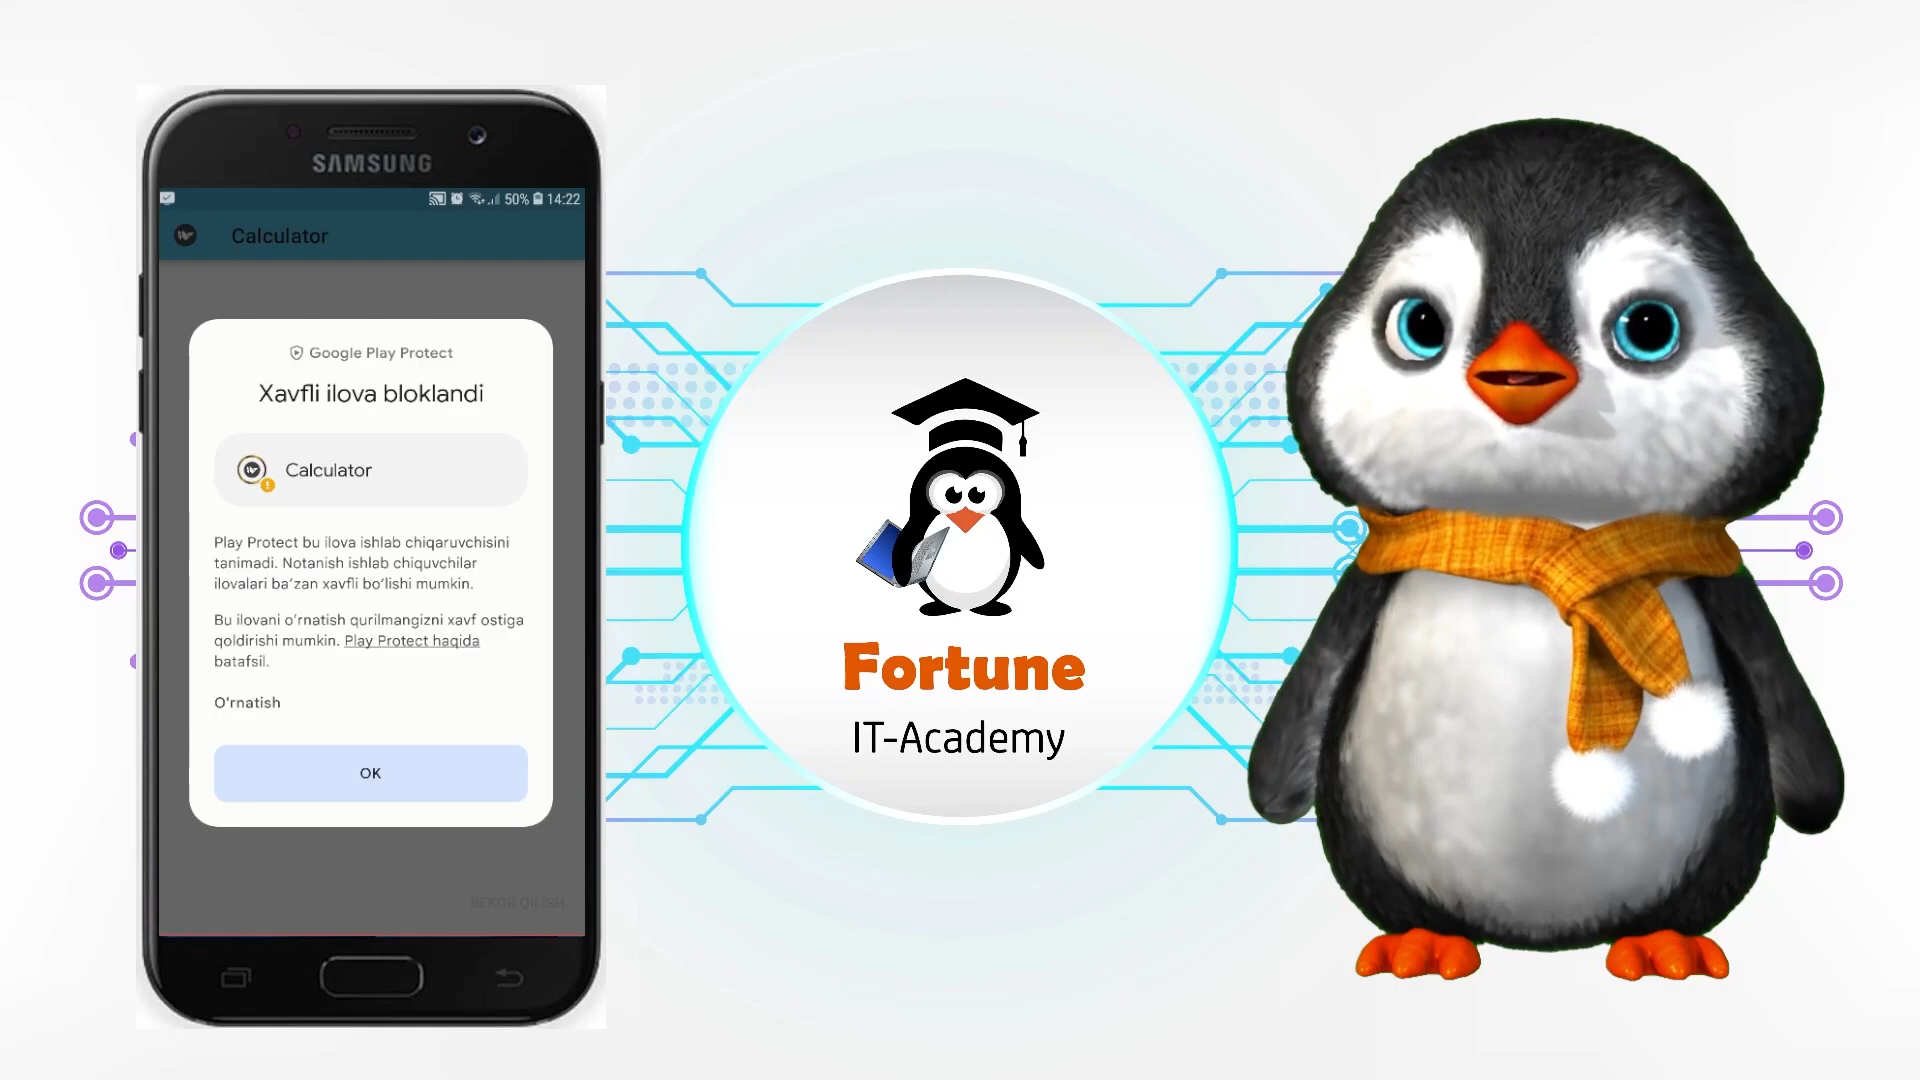 SAMSUNG
50% 14:22
Calculator
Google Play Protect
Xavfli ilova bloklandi
Calculator
Play Protect bu ilova ishlab chiqaruvchisini
tanimadi. Notanish ishlab chiquvchilar
ilovalari ba’zan xavfli bo‘lishi mumkin.
Bu ilovani o‘rnatish qurilmangizni xavf ostiga
qoldirishi mumkin. Play Protect haqida
batafsil.
O‘rnatish
OK
BEKOR QILISH
Fortune
IT-Academy